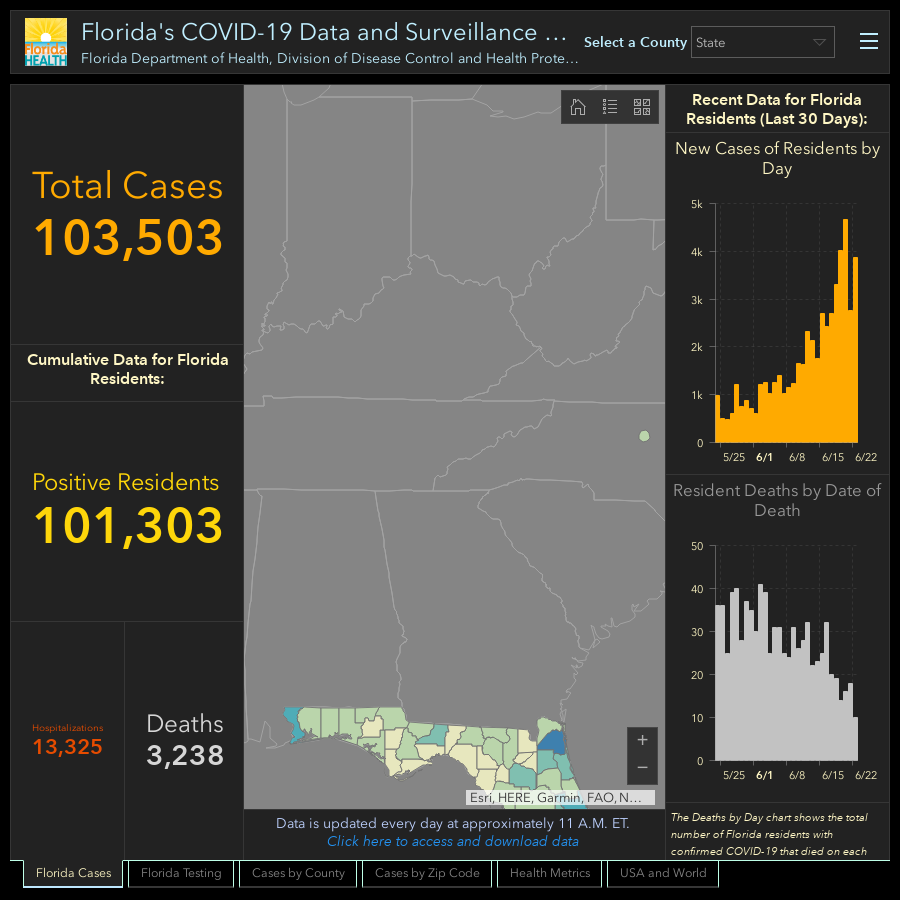 Florida HEALTH
Florida's COVID-19 Data and Surveillance ...
Florida Department of Health, Division of Disease Control and Health Prote...
Select a County
State
Total Cases
103,503
Cumulative Data for Florida
Residents:
Positive Residents
101,303
Hospitalizations
13,325
Deaths
3,238
Esri, HERE, Garmin, FAO, N...
+
−
Data is updated every day at approximately 11 A.M. ET.
Click here to access and download data
Recent Data for Florida
Residents (Last 30 Days):
New Cases of Residents by
Day
5k
4k
3k
2k
1k
0
5/25 6/1 6/8 6/15 6/22
Resident Deaths by Date of
Death
50
40
30
20
10
0
5/25 6/1 6/8 6/15 6/22
The Deaths by Day chart shows the total
number of Florida residents with
confirmed COVID-19 that died on each
Florida Cases
Florida Testing
Cases by County
Cases by Zip Code
Health Metrics
USA and World